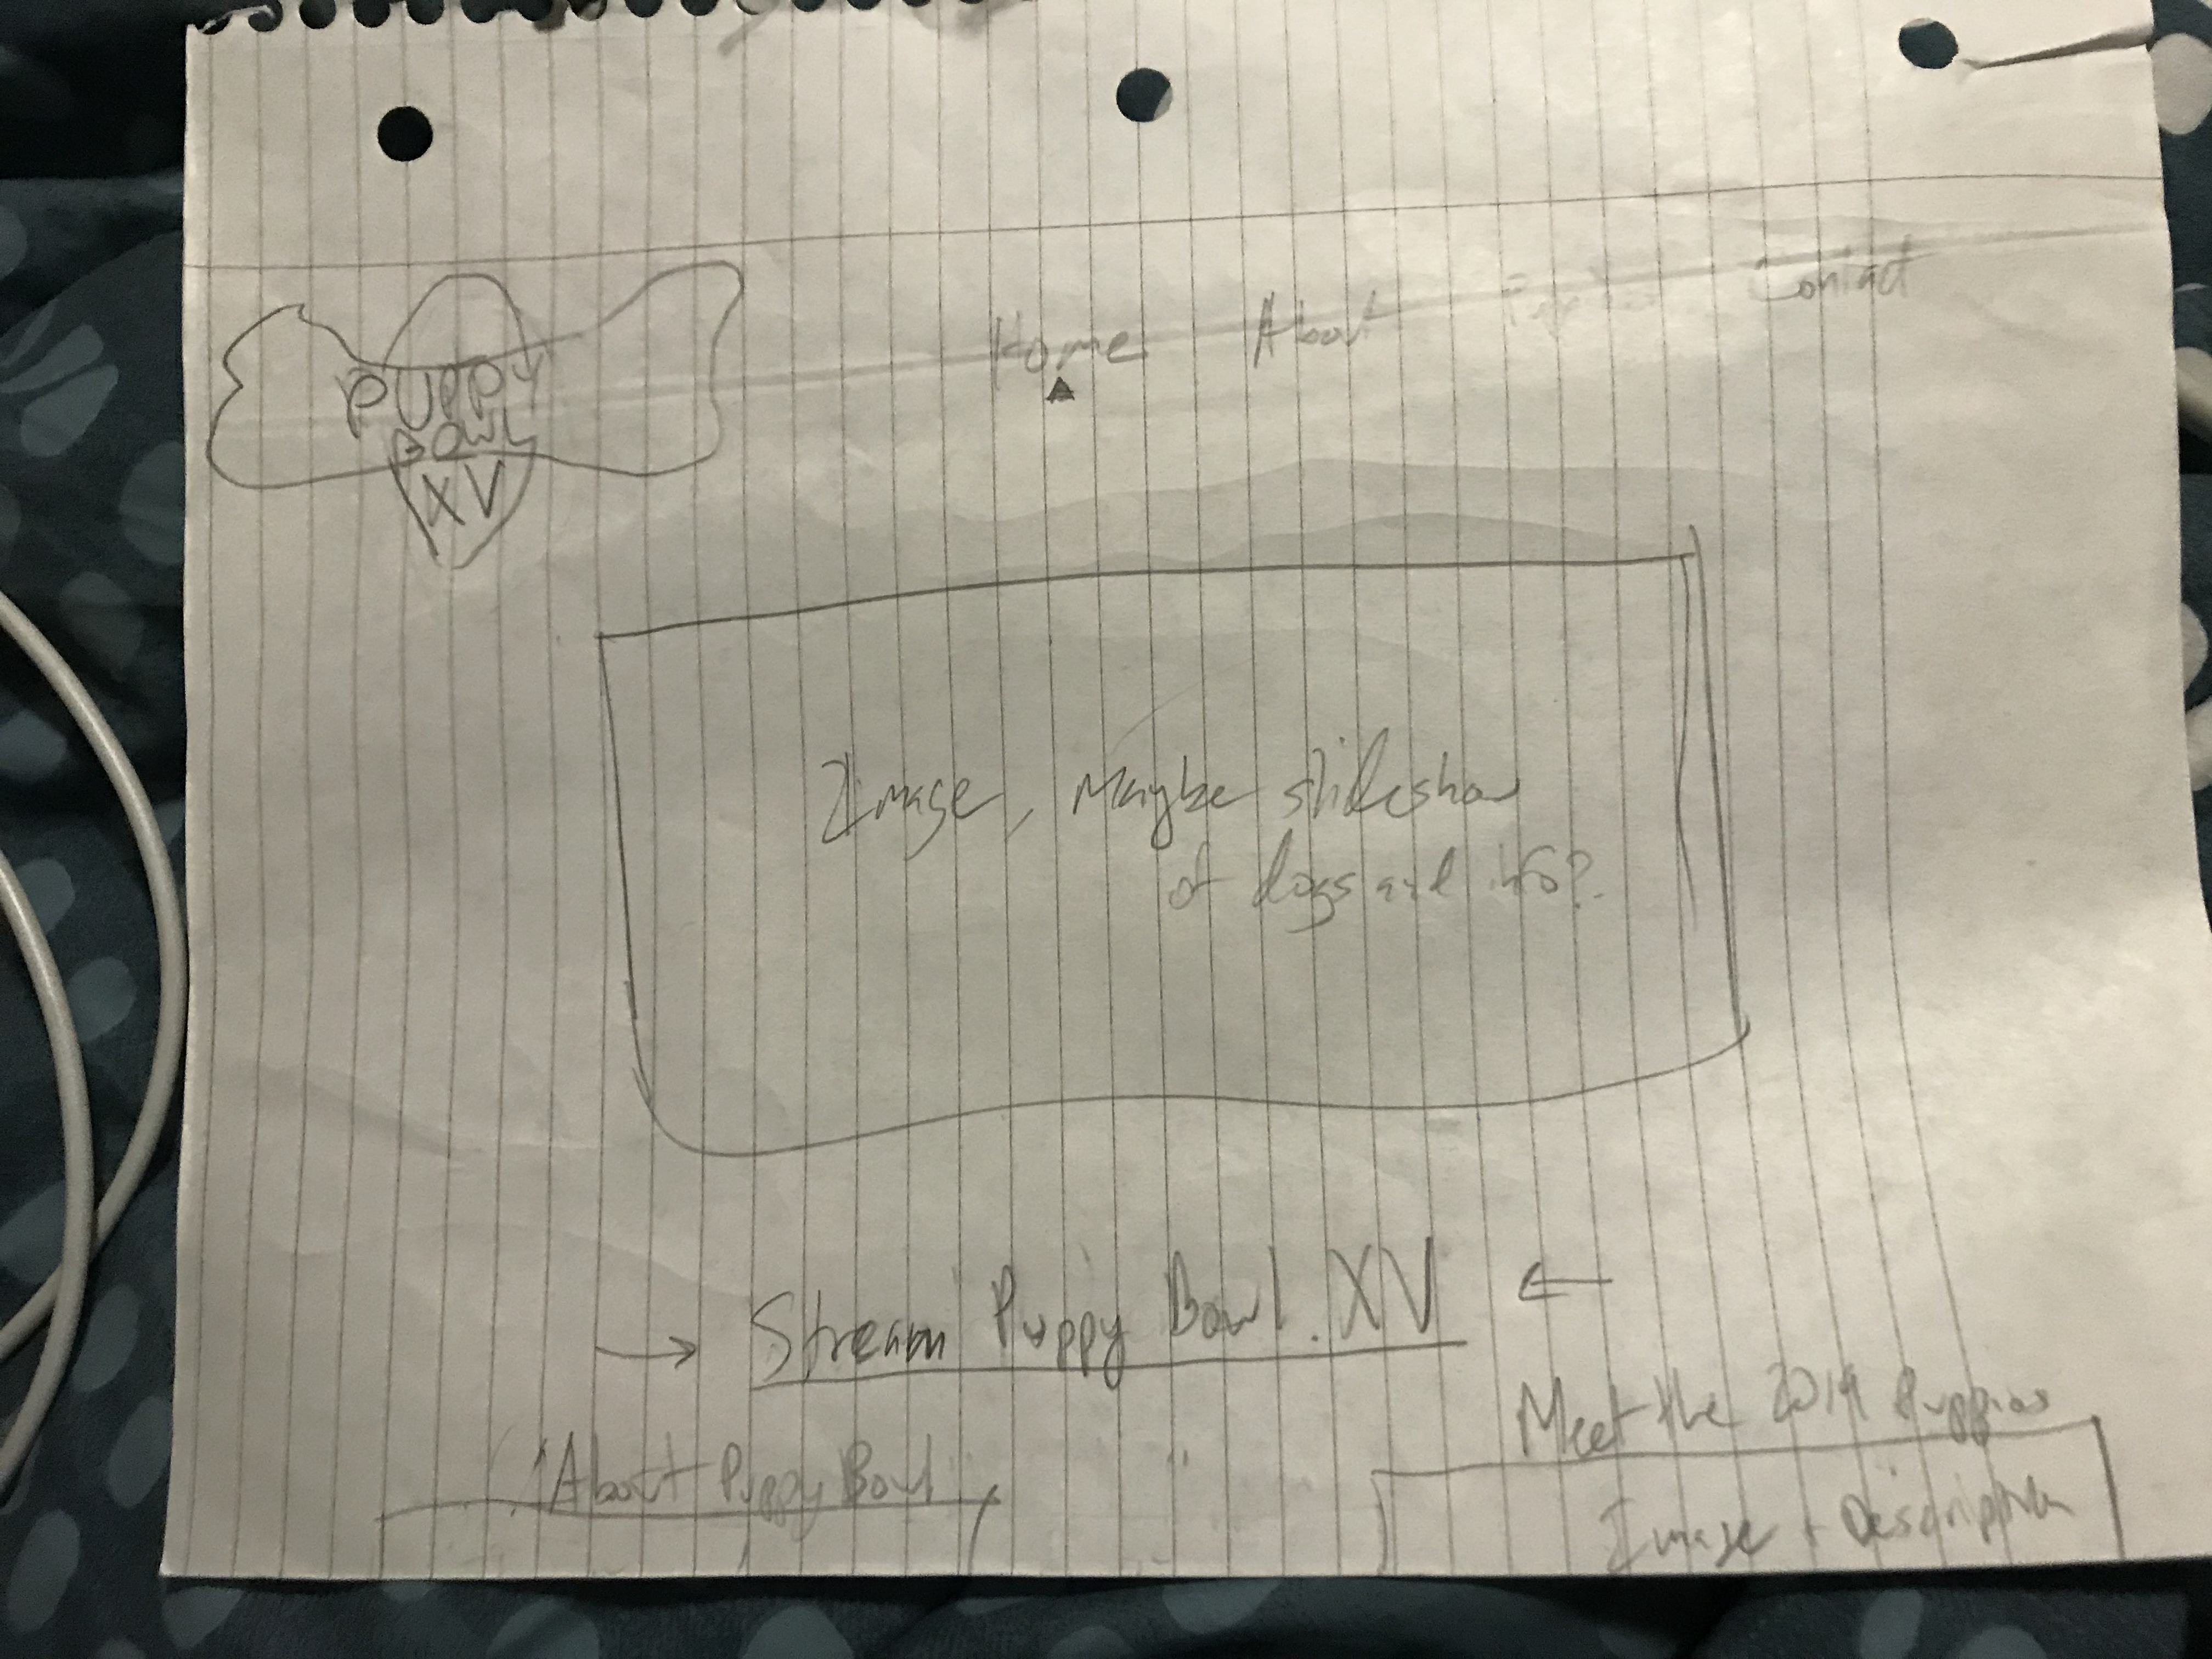 PUPPY
BOWL
XV
Home About Contact
Image, Maybe slideshow
of dogs and info?
Stream Puppy Bowl XV
Meet the 2019 Puppies
About Puppy Bowl
Image + Description